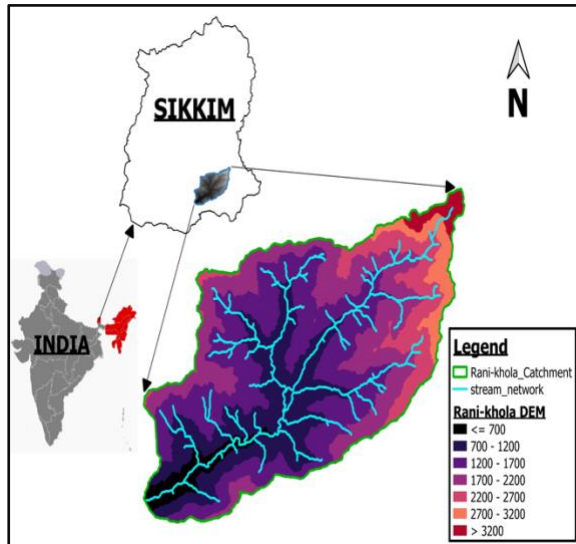 SIKKIM
N
INDIA
Legend
Rani-khola_Catchment
stream_network
Rani-khola DEM
<= 700
700 - 1200
1200 - 1700
1700 - 2200
2200 - 2700
2700 - 3200
> 3200